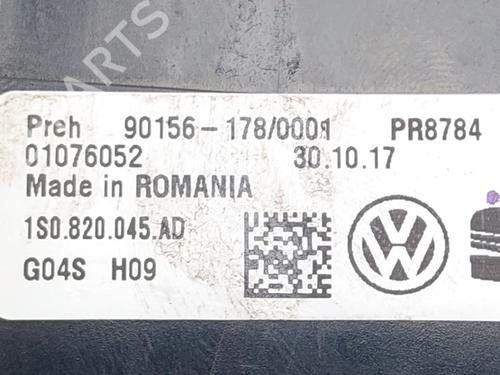 Preh 90156-178/0001 PR8784
01076052 30.10.17
Made in ROMANIA
1S0.820.045.AD
G04S H09